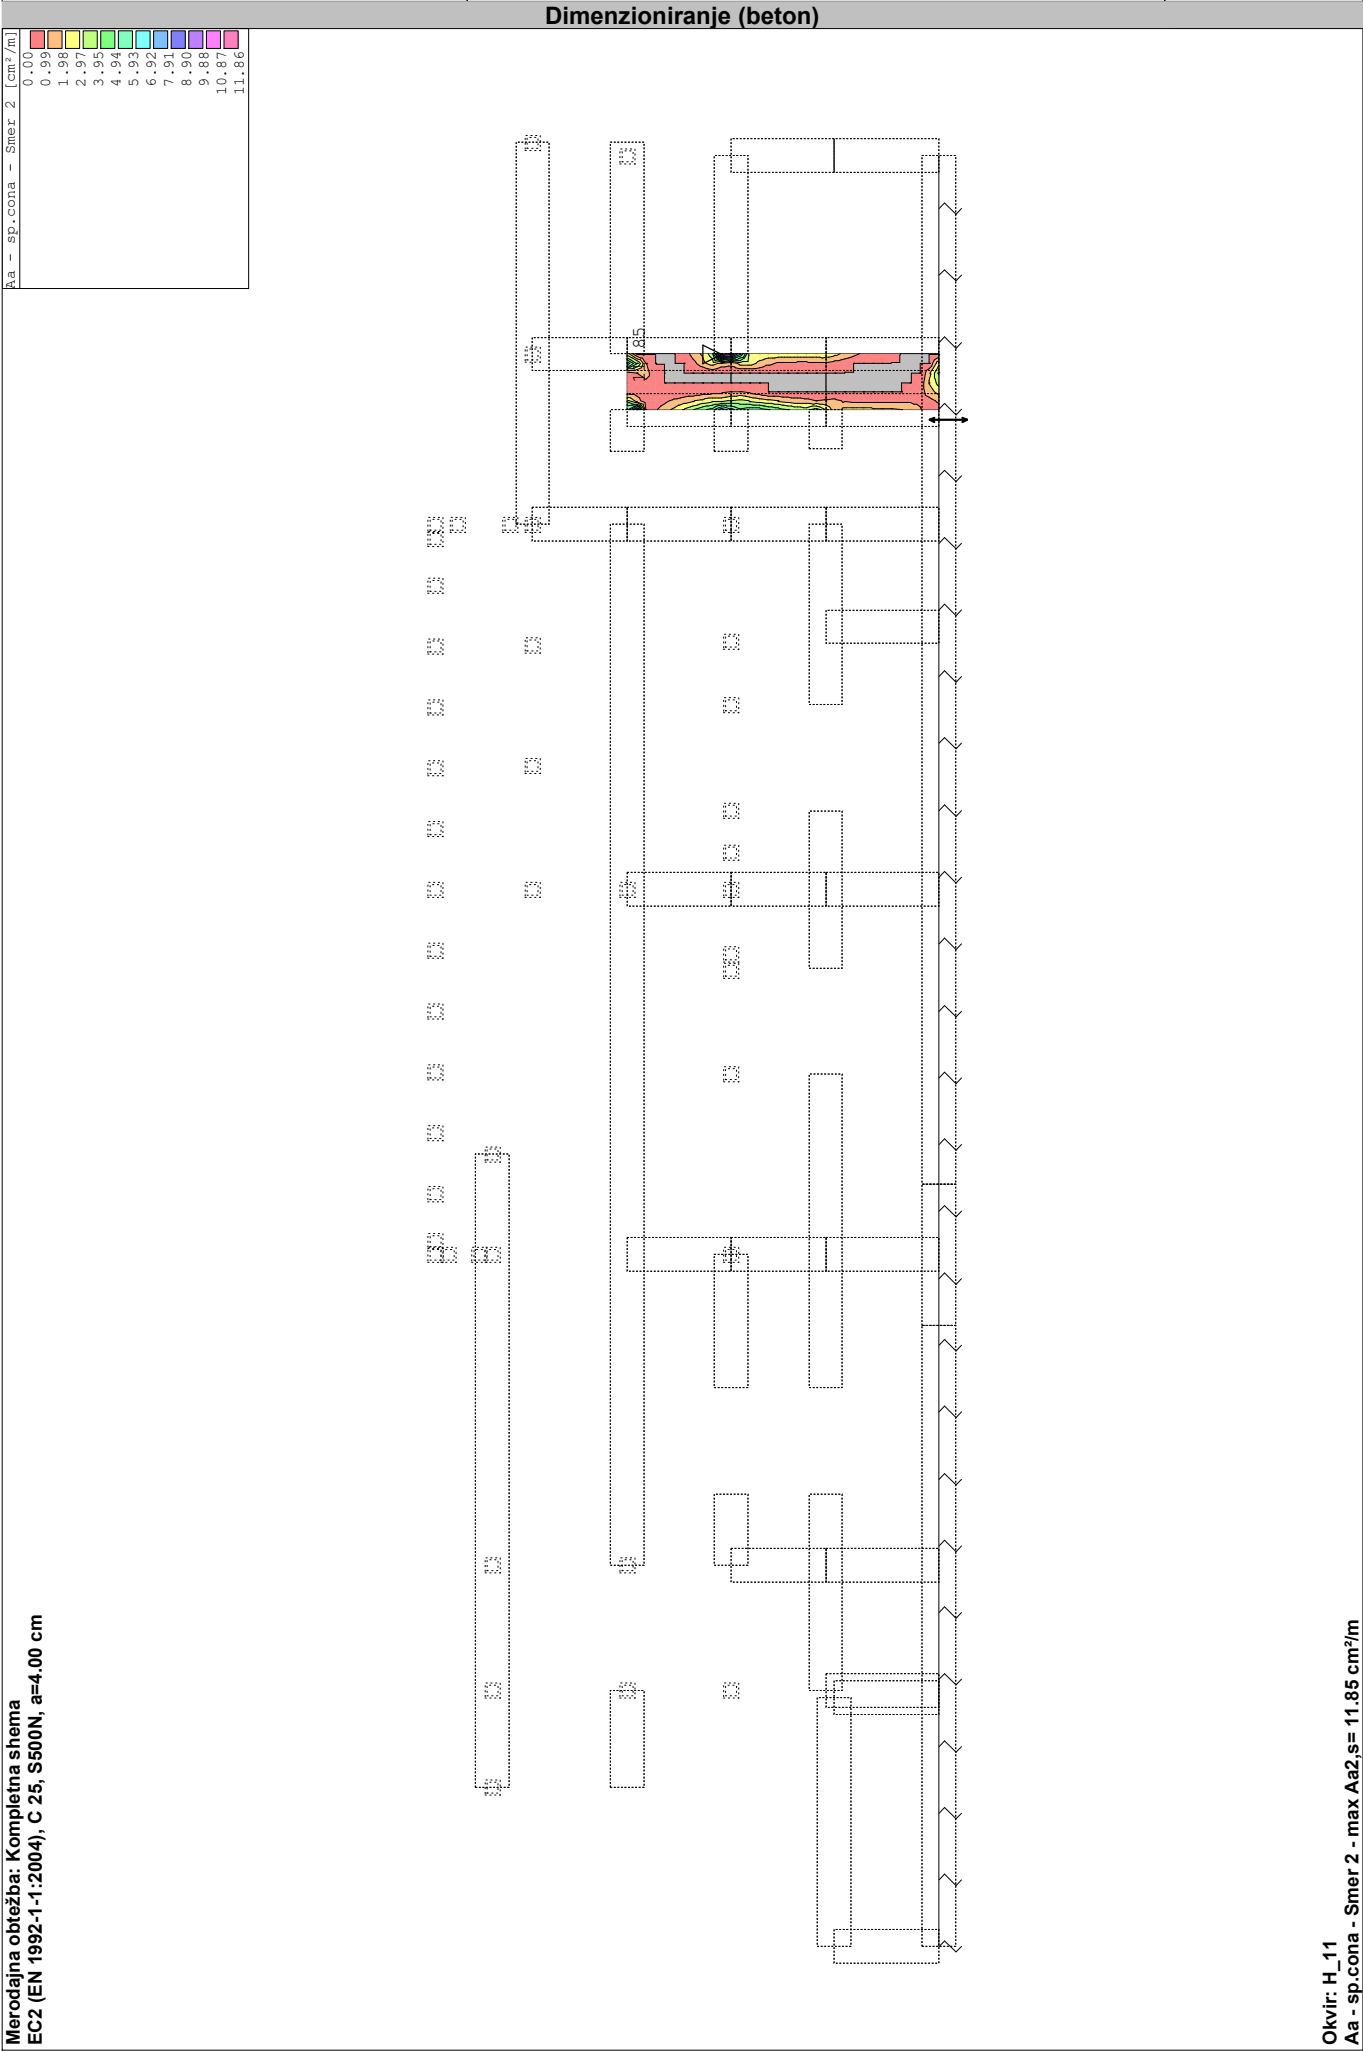 Dimenzioniranje (beton)
Aa - sp.cona - Smer 2 [cm²/m]
0.00
0.99
1.98
2.97
3.95
4.94
5.93
6.92
7.91
8.90
9.88
10.87
11.86
Merodajna obtežba: Kompletna shema
EC2 (EN 1992-1-1:2004), C 25, S500N, a=4.00 cm
Okvir: H_11
Aa - sp.cona - Smer 2 - max Aa2,s= 11.85 cm²/m